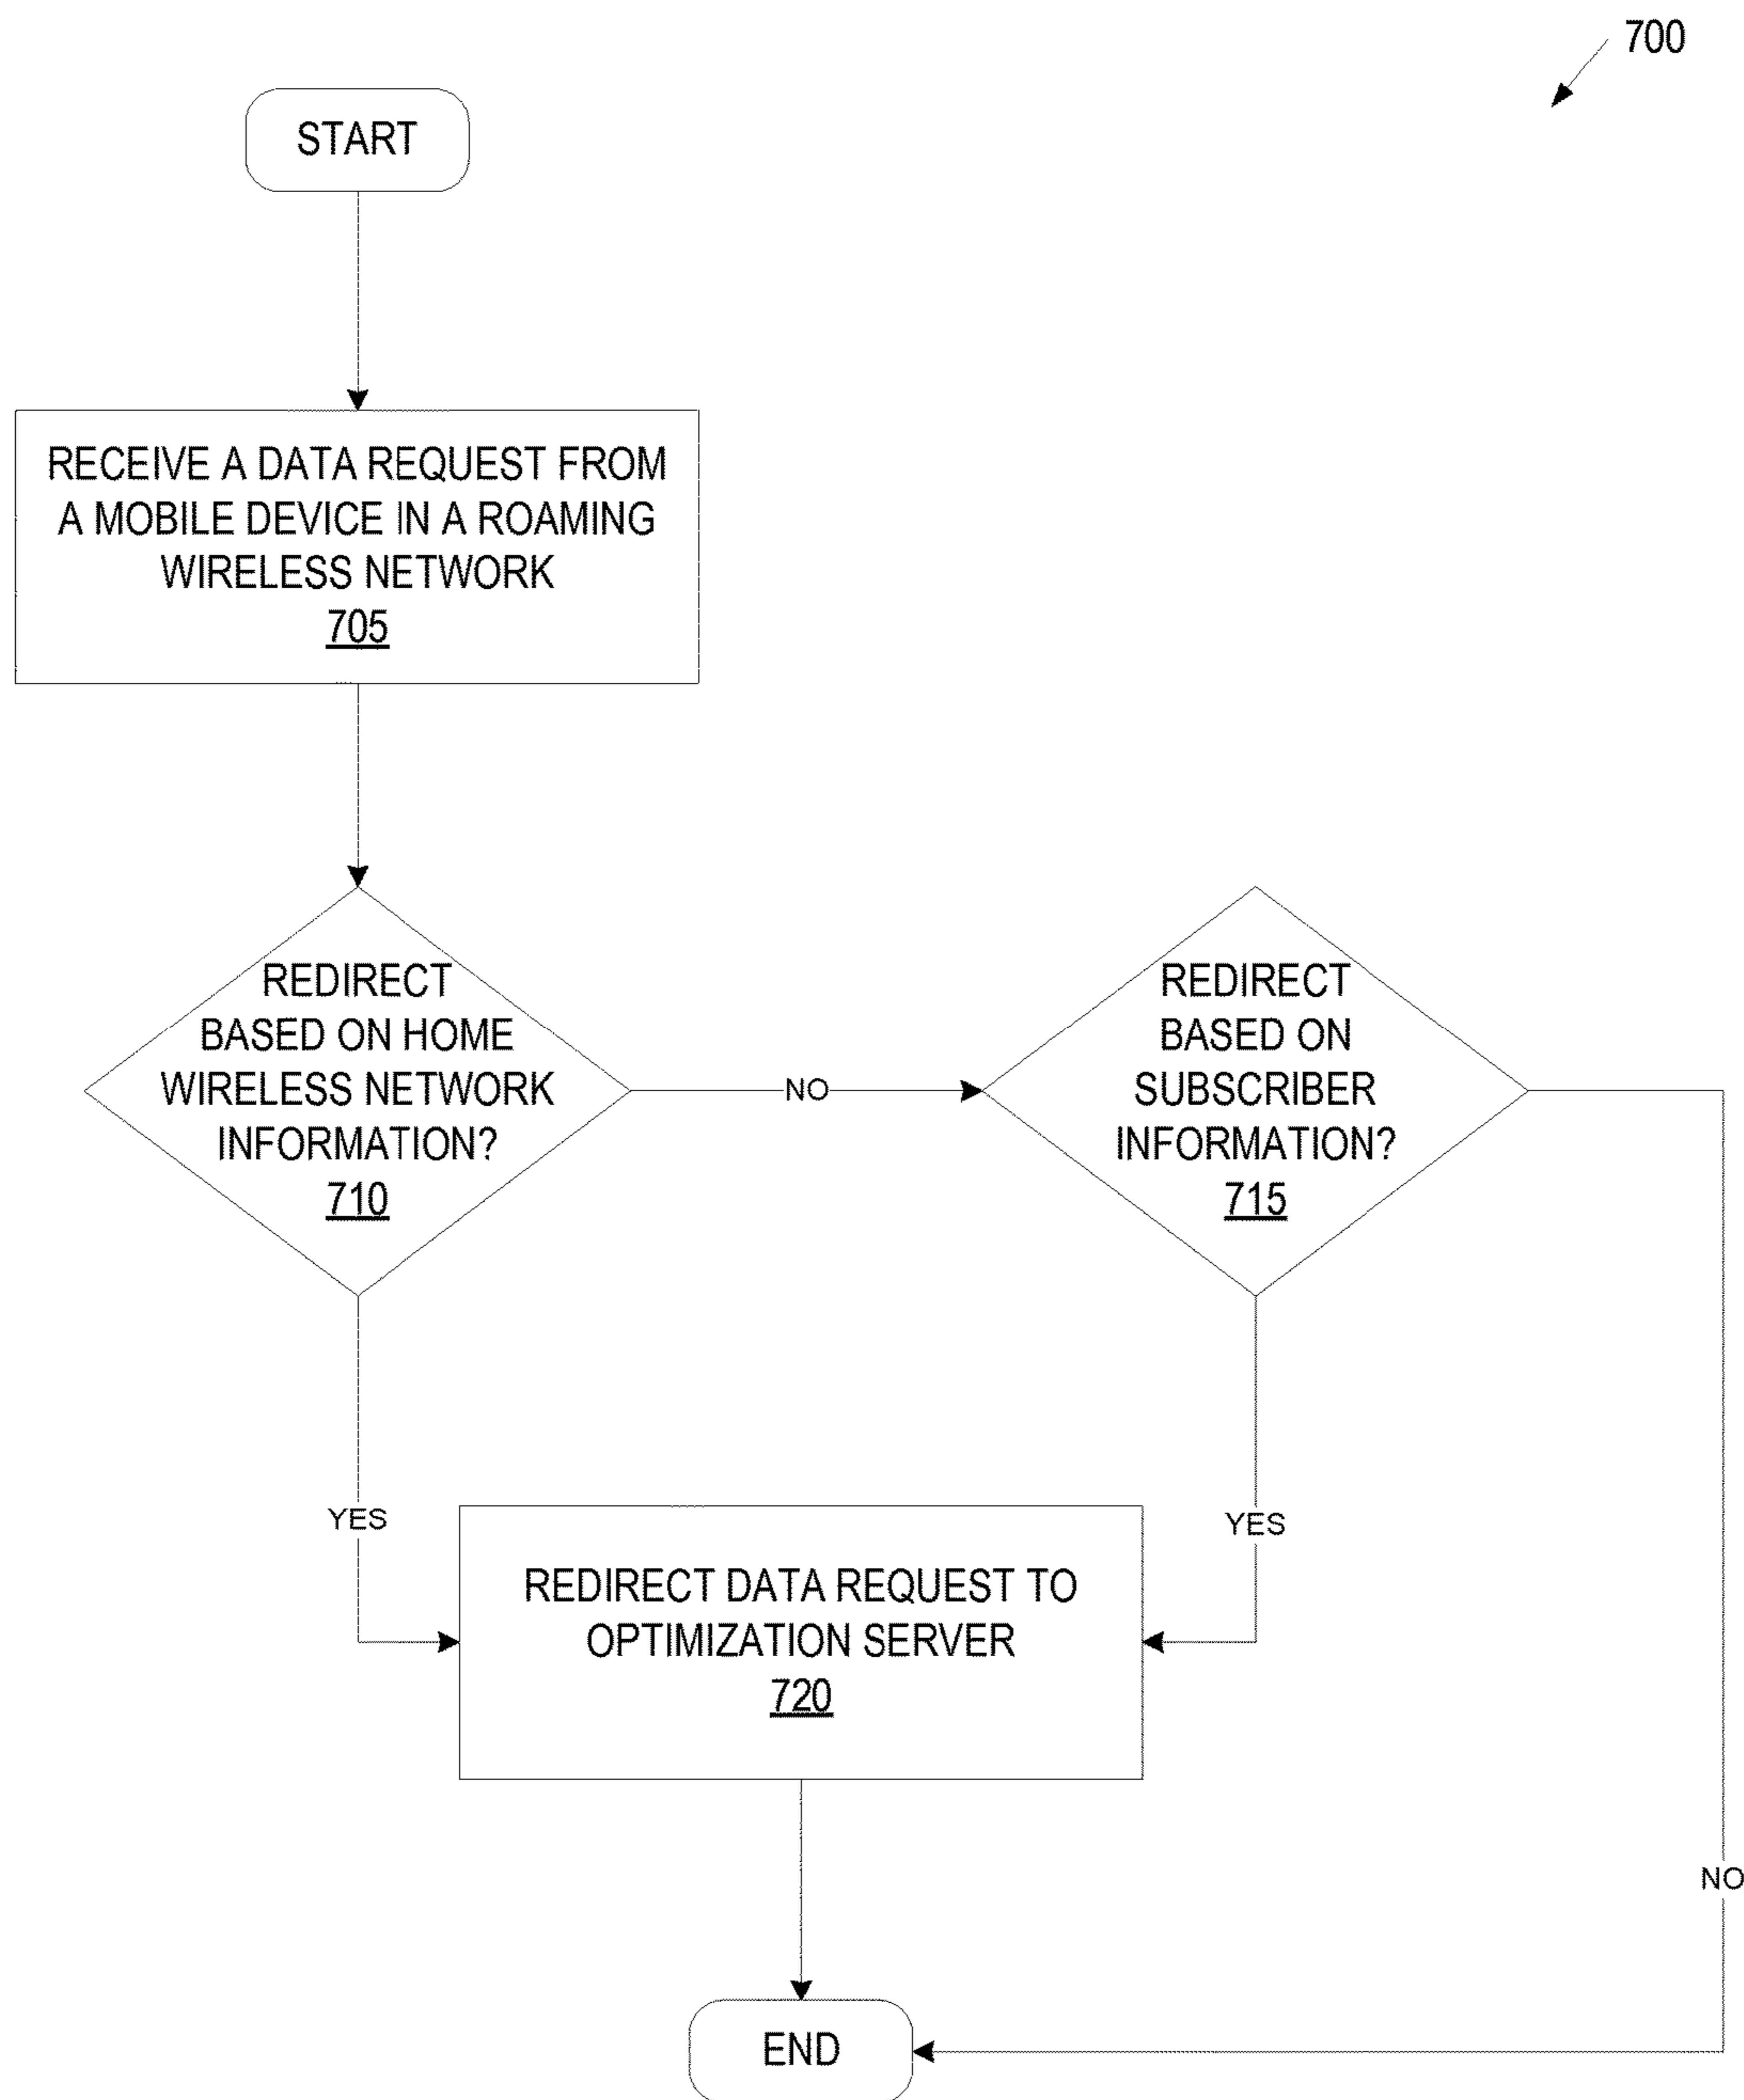 700
START
RECEIVE A DATA REQUEST FROM
A MOBILE DEVICE IN A ROAMING
WIRELESS NETWORK
705
REDIRECT
BASED ON HOME
WIRELESS NETWORK
INFORMATION?
710
NO
REDIRECT
BASED ON
SUBSCRIBER
INFORMATION?
715
YES
YES
REDIRECT DATA REQUEST TO
OPTIMIZATION SERVER
720
NO
END